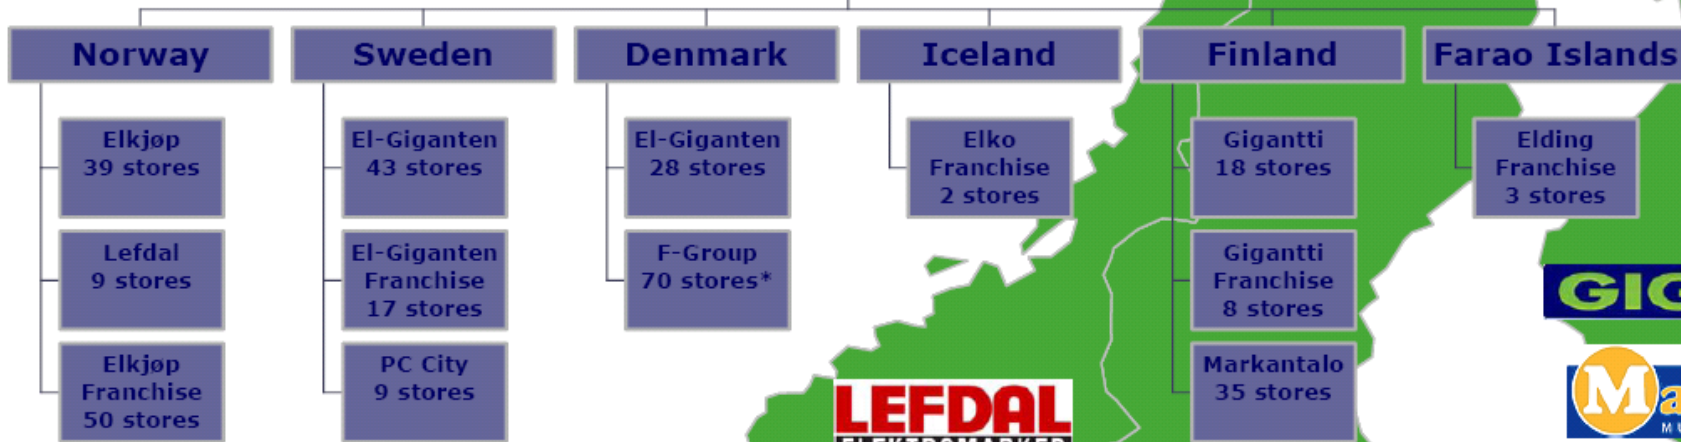 Norway
Sweden
Denmark
Iceland
Finland
Farao Islands
Elkjøp
39 stores
Lefdal
9 stores
Elkjøp
Franchise
50 stores
El-Giganten
43 stores
El-Giganten
Franchise
17 stores
PC City
9 stores
El-Giganten
28 stores
F-Group
70 stores*
Elko
Franchise
2 stores
Gigantti
18 stores
Gigantti
Franchise
8 stores
Markantalo
35 stores
Elding
Franchise
3 stores
GIG
LEFDAL
Ma